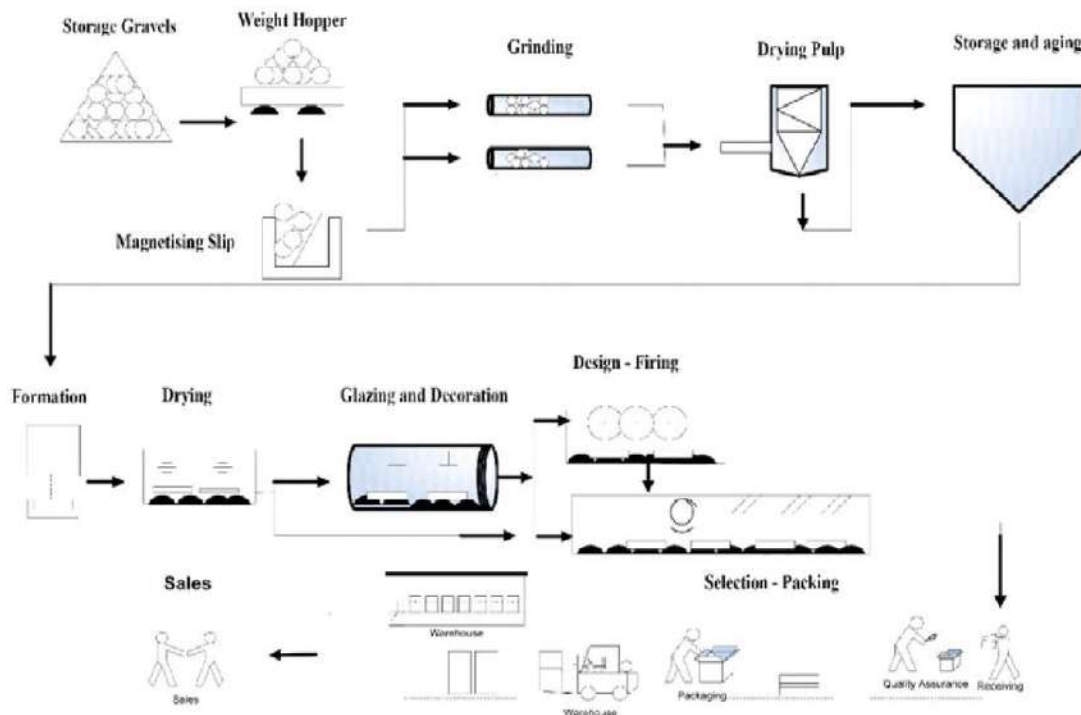 Storage Gravels
Weight Hopper
Grinding
Drying Pulp
Storage and aging
Magnetising Slip
Formation
Drying
Glazing and Decoration
Design - Firing
Sales
Warehouse
Selection - Packing
Sales
Warehouse
Packaging
Quality Assurance
Receiving